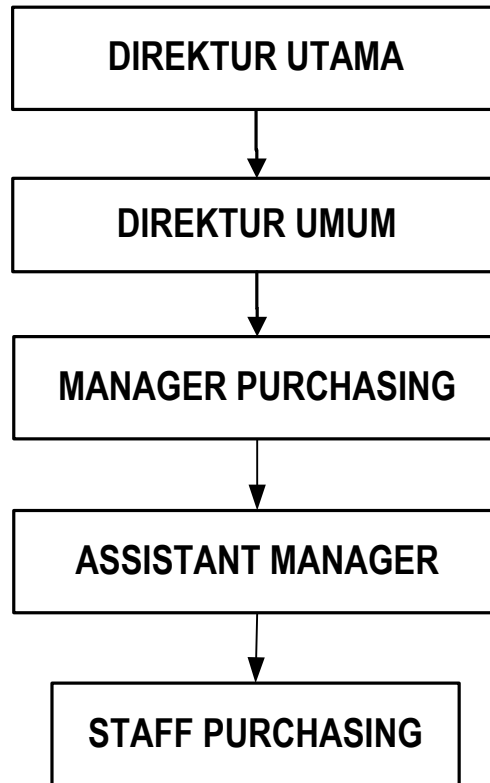 DIREKTUR UTAMA
DIREKTUR UMUM
MANAGER PURCHASING
ASSISTANT MANAGER
STAFF PURCHASING